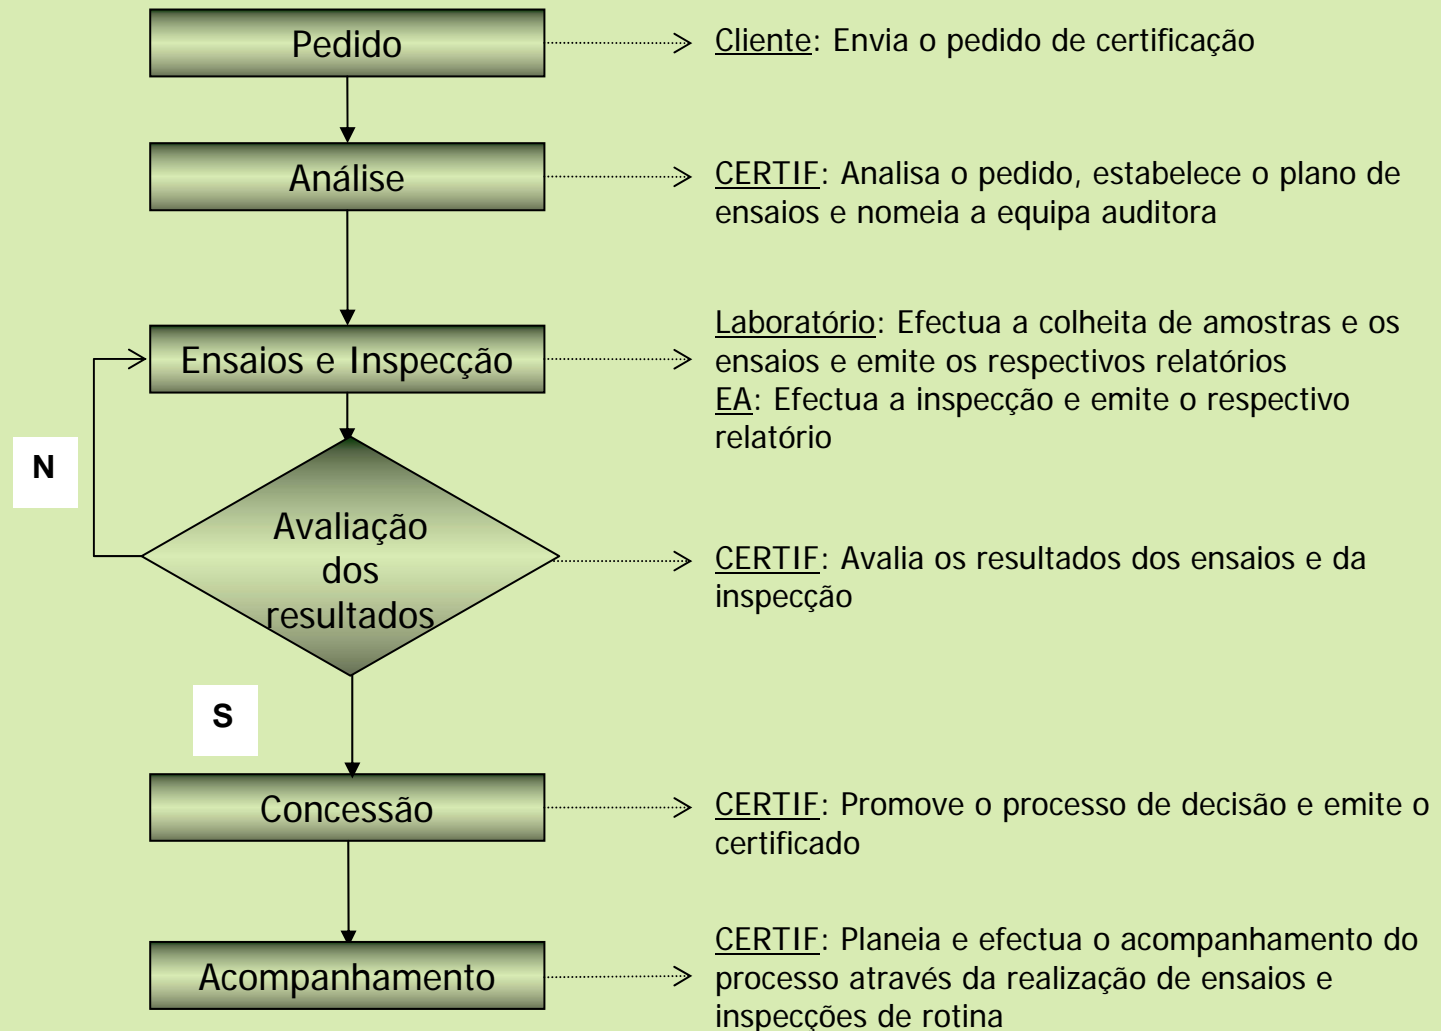 Pedido
Cliente: Envia o pedido de certificação
Análise
CERTIF: Analisa o pedido, estabelece o plano de
ensaios e nomeia a equipa auditora
Ensaios e Inspecção
Laboratório: Efectua a colheita de amostras e os
ensaios e emite os respectivos relatórios
EA: Efectua a inspecção e emite o respectivo
relatório
N
Avaliação
dos
resultados
CERTIF: Avalia os resultados dos ensaios e da
inspecção
S
Concessão
CERTIF: Promove o processo de decisão e emite o
certificado
Acompanhamento
CERTIF: Planeia e efectua o acompanhamento do
processo através da realização de ensaios e
inspecções de rotina